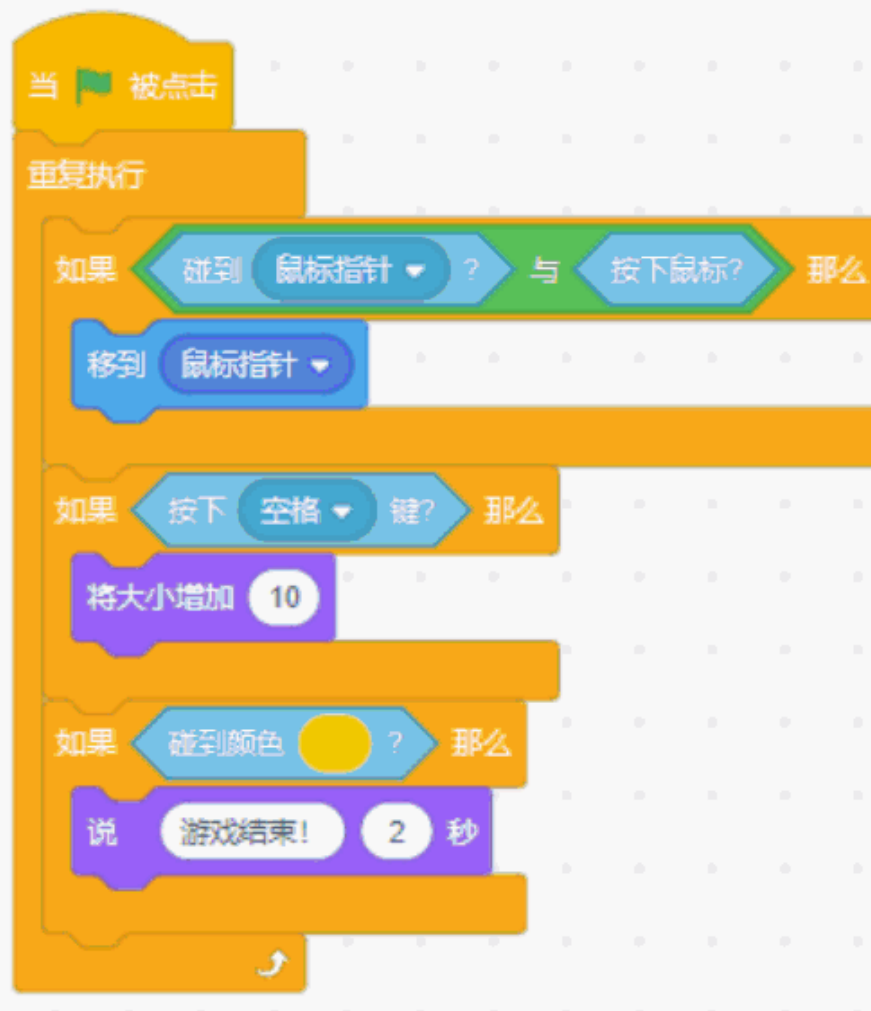 当 被点击
重复执行
如果 碰到 鼠标指针 ? 与 按下鼠标? 那么
移到 鼠标指针
如果 按下 空格 键? 那么
将大小增加 10
如果 碰到颜色 ? 那么
说 游戏结束! 2 秒